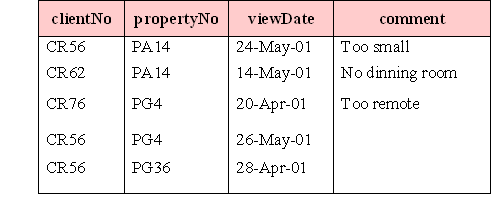 clientNo propertyNo viewDate comment
CR56 PA14 24-May-01 Too small
CR62 PA14 14-May-01 No dinning room
CR76 PG4 20-Apr-01 Too remote
CR56 PG4 26-May-01
CR56 PG36 28-Apr-01